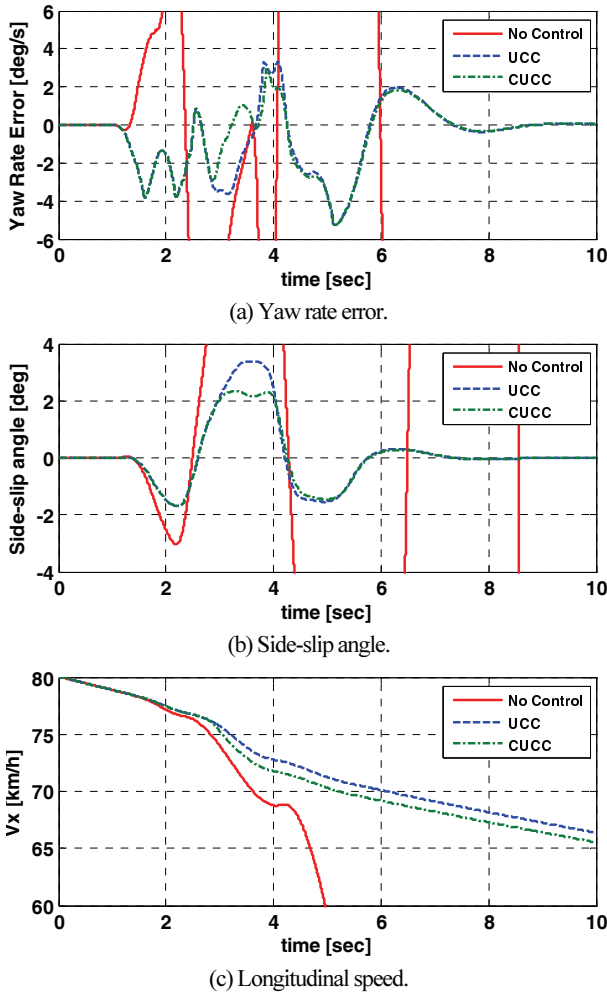 6
4
2
0
-2
-4
-6
Yaw Rate Error [deg/s]
No Control
UCC
CUCC
0 2 4 6 8 10
time [sec]
(a) Yaw rate error.
4
2
0
-2
-4
Side-slip angle [deg]
No Control
UCC
CUCC
0 2 4 6 8 10
time [sec]
(b) Side-slip angle.
80
75
70
65
60
Vx [km/h]
No Control
UCC
CUCC
0 2 4 6 8 10
time [sec]
(c) Longitudinal speed.